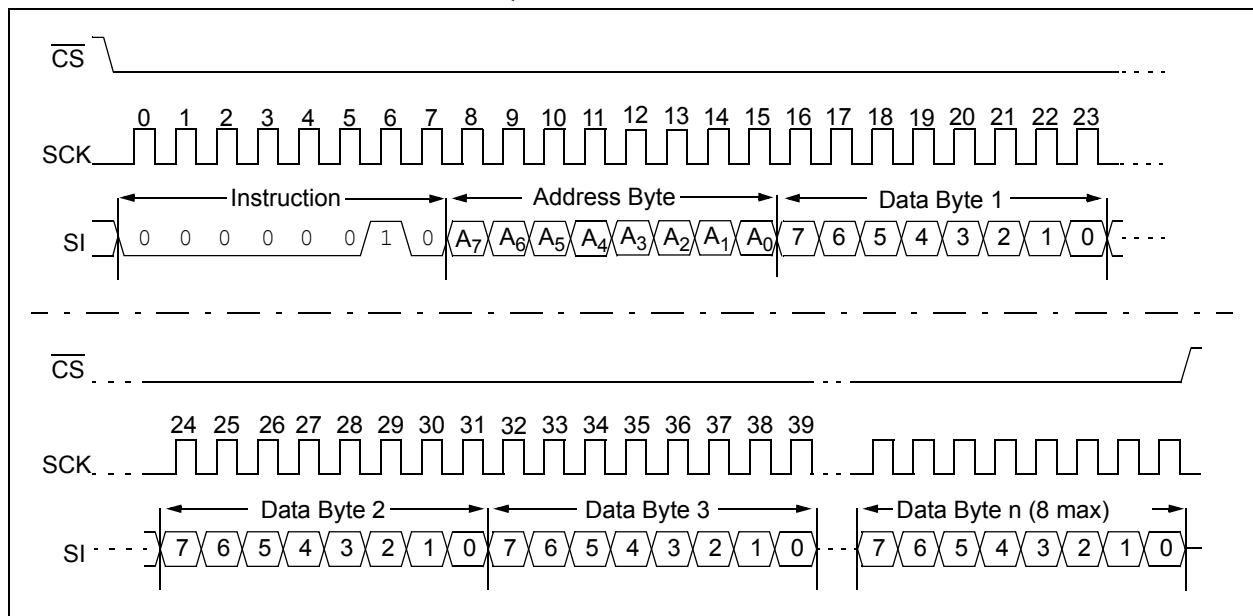 CS
0 1 2 3 4 5 6 7 8 9 10 11 12 13 14 15 16 17 18 19 20 21 22 23
SCK
Instruction Address Byte Data Byte 1
SI 0 0 0 0 0 0 1 0 A7 A6 A5 A4 A3 A2 A1 A0 7 6 5 4 3 2 1 0
CS
24 25 26 27 28 29 30 31 32 33 34 35 36 37 38 39
SCK
Data Byte 2 Data Byte 3 Data Byte n (8 max)
SI 7 6 5 4 3 2 1 0 7 6 5 4 3 2 1 0 7 6 5 4 3 2 1 0